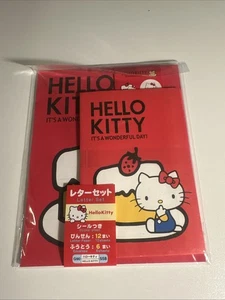 HELLO
KITTY
IT'S A WONDERFUL
HELLO
KITTY
IT'S A WONDERFUL DAY!
レターセット
Letter Set
HelloKitty
シールつき
びんせん 12まい
ふうとう 6まい